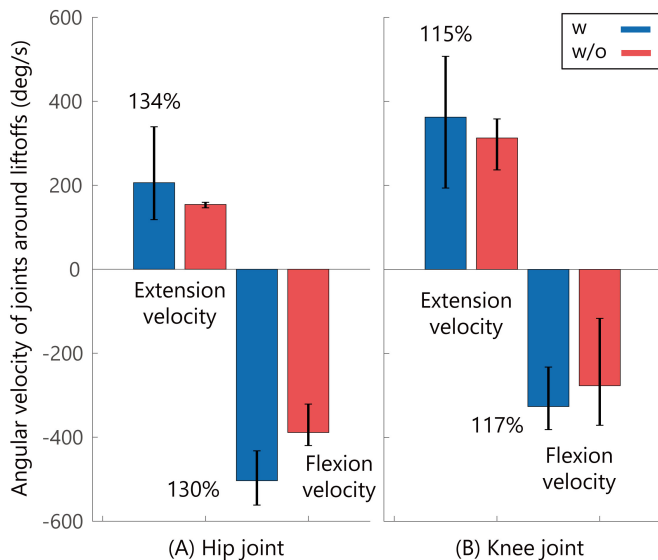 Angular velocity of joints around liftoffs (deg/s)
600
400
200
0
-200
-400
-600
134%
Extension
velocity
130%
Flexion
velocity
(A) Hip joint
115%
w
w/o
Extension
velocity
117%
Flexion
velocity
(B) Knee joint